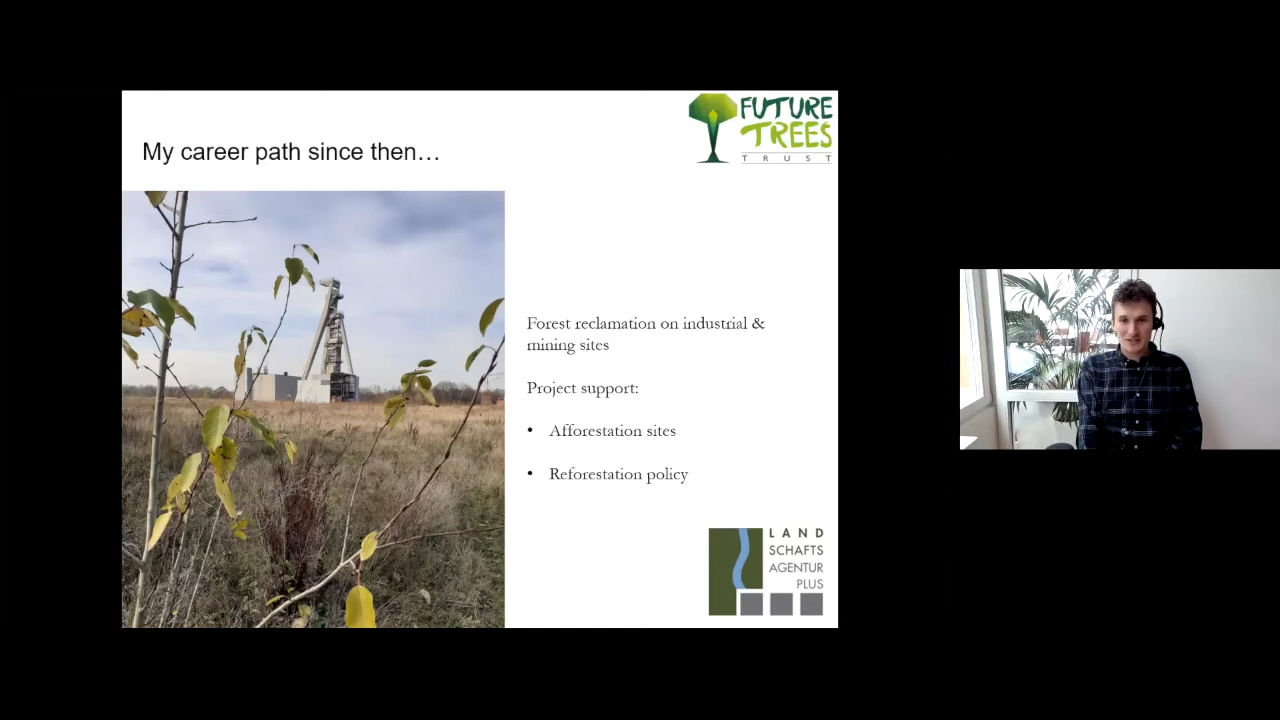 FUTURE
TREES
TRUST
My career path since then…
Forest reclamation on industrial &
mining sites
Project support:
• Afforestation sites
• Reforestation policy
LAND
SCHAFTS
AGENTUR
PLUS